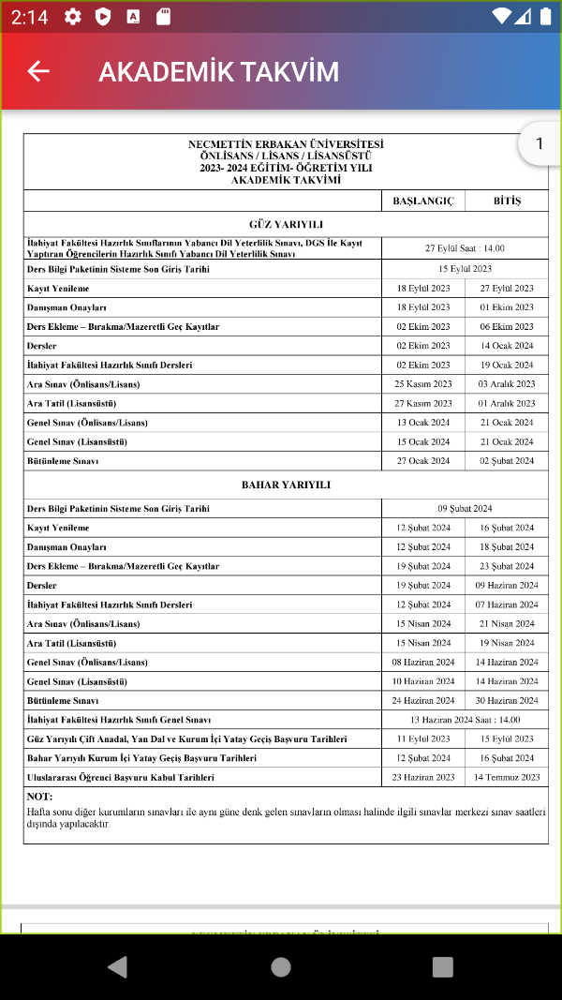 2:14
AKADEMİK TAKVİM
1
NECMETTİN ERBAKAN ÜNİVERSİTESİ
ÖNLİSANS / LİSANS / LİSANSÜSTÜ
2023- 2024 EĞİTİM- ÖĞRETİM YILI
AKADEMİK TAKVİMİ
BAŞLANGIÇ BİTİŞ
GÜZ YARIYILI
İlahiyat Fakültesi Hazırlık Sınıflarının Yabancı Dil Yeterlilik Sınavı, DGS İle Kayıt
Yaptıran Öğrencilerin Hazırlık Sınıfı Yabancı Dil Yeterlilik Sınavı
27 Eylül Saat : 14.00
Ders Bilgi Paketinin Sisteme Son Giriş Tarihi 15 Eylül 2023
Kayıt Yenileme 18 Eylül 2023 27 Eylül 2023
Danışman Onayları 18 Eylül 2023 01 Ekim 2023
Ders Ekleme – Bırakma/Mazeretli Geç Kayıtlar 02 Ekim 2023 06 Ekim 2023
Dersler 02 Ekim 2023 14 Ocak 2024
İlahiyat Fakültesi Hazırlık Sınıfı Dersleri 02 Ekim 2023 19 Ocak 2024
Ara Sınav (Önlisans/Lisans) 25 Kasım 2023 03 Aralık 2023
Ara Tatil (Lisansüstü) 27 Kasım 2023 01 Aralık 2023
Genel Sınav (Önlisans/Lisans) 13 Ocak 2024 21 Ocak 2024
Genel Sınav (Lisansüstü) 15 Ocak 2024 21 Ocak 2024
Bütünleme Sınavı 27 Ocak 2024 02 Şubat 2024
BAHAR YARIYILI
Ders Bilgi Paketinin Sisteme Son Giriş Tarihi 09 Şubat 2024
Kayıt Yenileme 12 Şubat 2024 16 Şubat 2024
Danışman Onayları 12 Şubat 2024 18 Şubat 2024
Ders Ekleme – Bırakma/Mazeretli Geç Kayıtlar 19 Şubat 2024 23 Şubat 2024
Dersler 19 Şubat 2024 09 Haziran 2024
İlahiyat Fakültesi Hazırlık Sınıfı Dersleri 12 Şubat 2024 07 Haziran 2024
Ara Sınav (Önlisans/Lisans) 15 Nisan 2024 21 Nisan 2024
Ara Tatil (Lisansüstü) 15 Nisan 2024 19 Nisan 2024
Genel Sınav (Önlisans/Lisans) 08 Haziran 2024 14 Haziran 2024
Genel Sınav (Lisansüstü) 10 Haziran 2024 14 Haziran 2024
Bütünleme Sınavı 24 Haziran 2024 30 Haziran 2024
İlahiyat Fakültesi Hazırlık Sınıfı Genel Sınavı 13 Haziran 2024 Saat : 14.00
Güz Yarıyılı Çift Anadal, Yan Dal ve Kurum İçi Yatay Geçiş Başvuru Tarihleri 11 Eylül 2023 15 Eylül 2023
Bahar Yarıyılı Kurum İçi Yatay Geçiş Başvuru Tarihleri 12 Şubat 2024 16 Şubat 2024
Uluslararası Öğrenci Başvuru Kabul Tarihleri 23 Haziran 2023 14 Temmuz 2023
NOT:
Hafta sonu diğer kurumların sınavları ile aynı güne denk gelen sınavların olması halinde ilgili sınavlar merkezi sınav saatleri
dışında yapılacaktır.